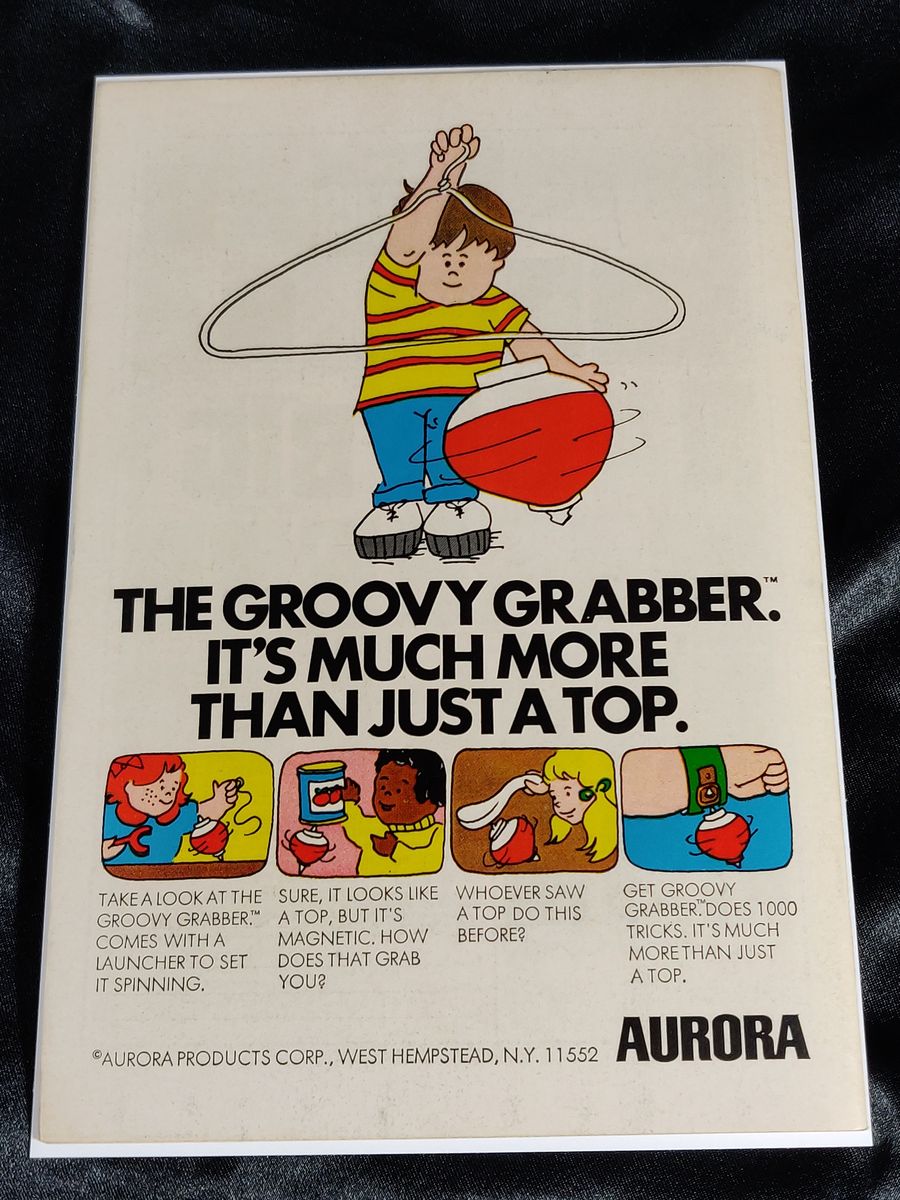 THE GROOVY GRABBER.™
IT'S MUCH MORE
THAN JUST A TOP.
TAKE A LOOK AT THE
GROOVY GRABBER.™
COMES WITH A
LAUNCHER TO SET
IT SPINNING.
SURE, IT LOOKS LIKE
A TOP, BUT IT'S
MAGNETIC. HOW
DOES THAT GRAB
YOU?
WHOEVER SAW
A TOP DO THIS
BEFORE?
GET GROOVY
GRABBER.™ DOES 1000
TRICKS. IT'S MUCH
MORE THAN JUST
A TOP.
©AURORA PRODUCTS CORP., WEST HEMPSTEAD, N.Y. 11552
AURORA